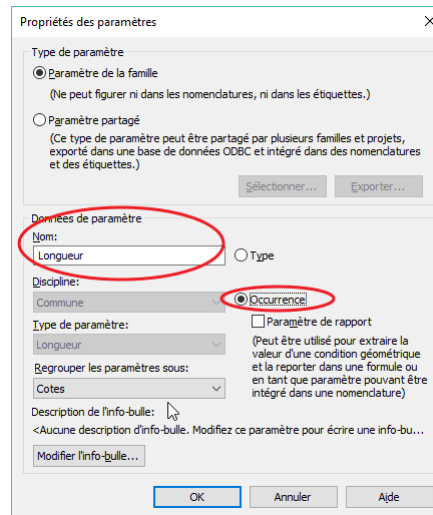 Propriétés des paramètres
Type de paramètre
Paramètre de la famille
(Ne peut figurer ni dans les nomenclatures, ni dans les étiquettes.)
Paramètre partagé
(Ce type de paramètre peut être partagé par plusieurs familles et projets,
exporté dans une base de données ODBC et intégré dans des nomenclatures
et des étiquettes.)
Sélectionner...
Exporter...
Données de paramètre
Nom:
Longueur
Type
Discipline:
Commune
Occurrence
Type de paramètre:
Longueur
Paramètre de rapport
(Peut être utilisé pour extraire la
valeur d'une condition géométrique
et la reporter dans une formule ou
en tant que paramètre pouvant être
intégré dans une nomenclature)
Regrouper les paramètres sous:
Cotes
Description de l'info-bulle:
<Aucune description d'info-bulle. Modifiez ce paramètre pour écrire une info-bu...
Modifier l'info-bulle...
OK
Annuler
Aide